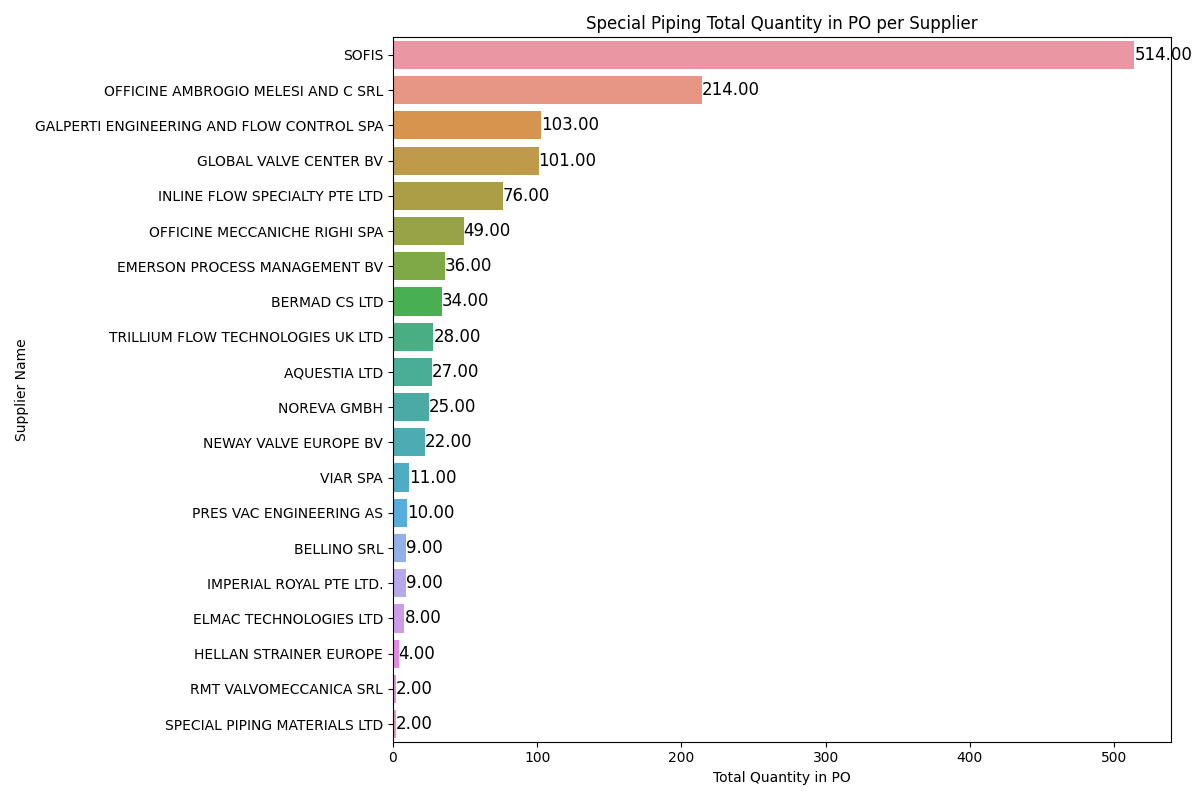 Special Piping Total Quantity in PO per Supplier
SOFIS 514.00
OFFICINE AMBROGIO MELESI AND C SRL 214.00
GALPERTI ENGINEERING AND FLOW CONTROL SPA 103.00
GLOBAL VALVE CENTER BV 101.00
INLINE FLOW SPECIALTY PTE LTD 76.00
OFFICINE MECCANICHE RIGHI SPA 49.00
EMERSON PROCESS MANAGEMENT BV 36.00
BERMAD CS LTD 34.00
TRILLIUM FLOW TECHNOLOGIES UK LTD 28.00
AQUESTIA LTD 27.00
NOREVA GMBH 25.00
NEWAY VALVE EUROPE BV 22.00
VIAR SPA 11.00
PRES VAC ENGINEERING AS 10.00
BELLINO SRL 9.00
IMPERIAL ROYAL PTE LTD. 9.00
ELMAC TECHNOLOGIES LTD 8.00
HELLAN STRAINER EUROPE 4.00
RMT VALVOMECCANICA SRL 2.00
SPECIAL PIPING MATERIALS LTD 2.00
Supplier Name
0 100 200 300 400 500
Total Quantity in PO